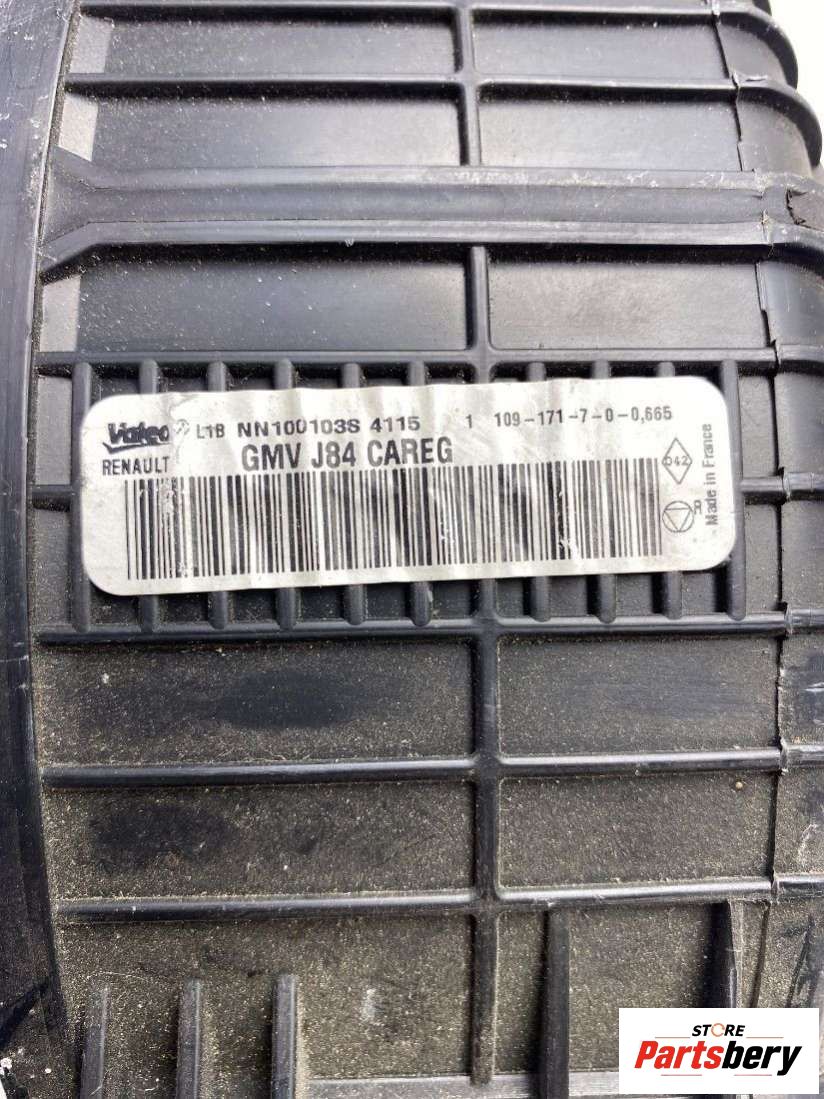 Valeo L1B NN100103S 4115 1 109-171-7-0-0,665
RENAULT GMV J84 CAREG
042
R
Made in France
STORE
Partsbery